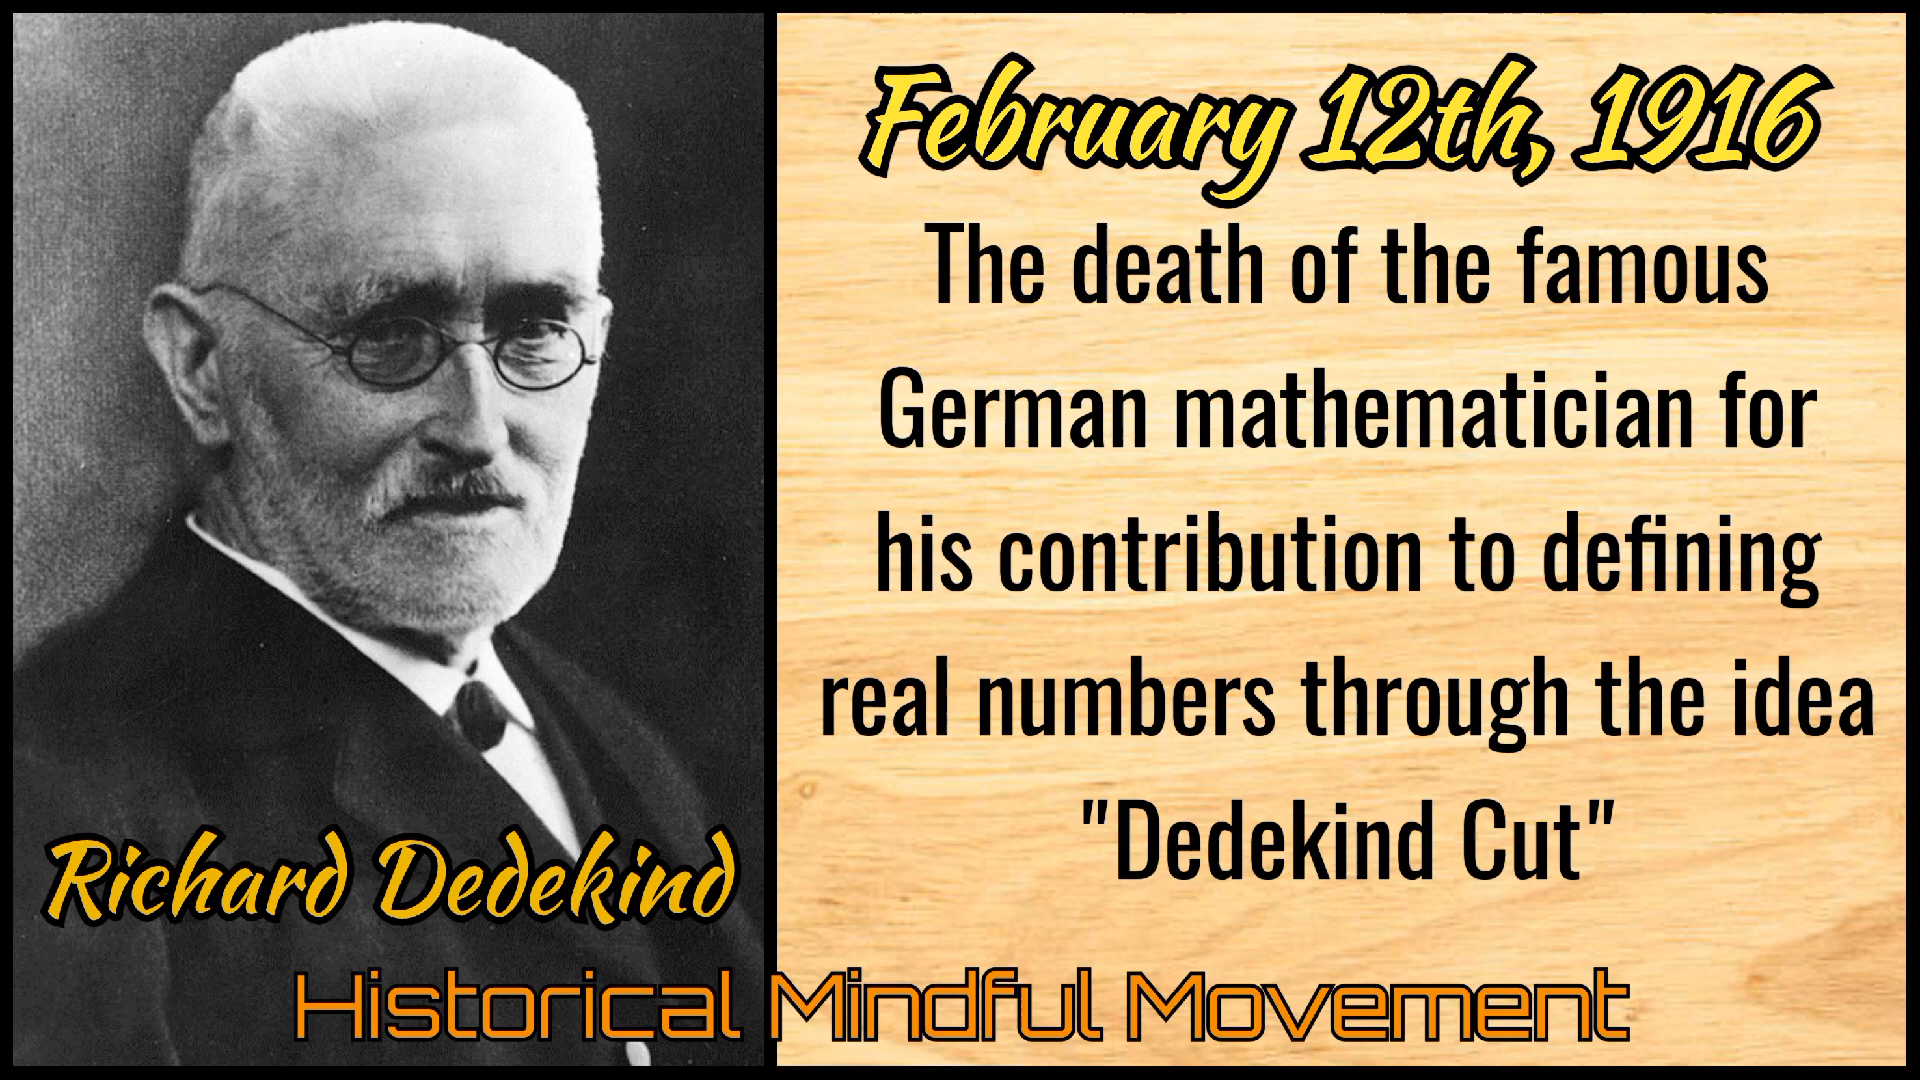 February 12th, 1916
The death of the famous
German mathematician for
his contribution to defining
real numbers through the idea
"Dedekind Cut"
Richard Dedekind
Historical Mindful Movement